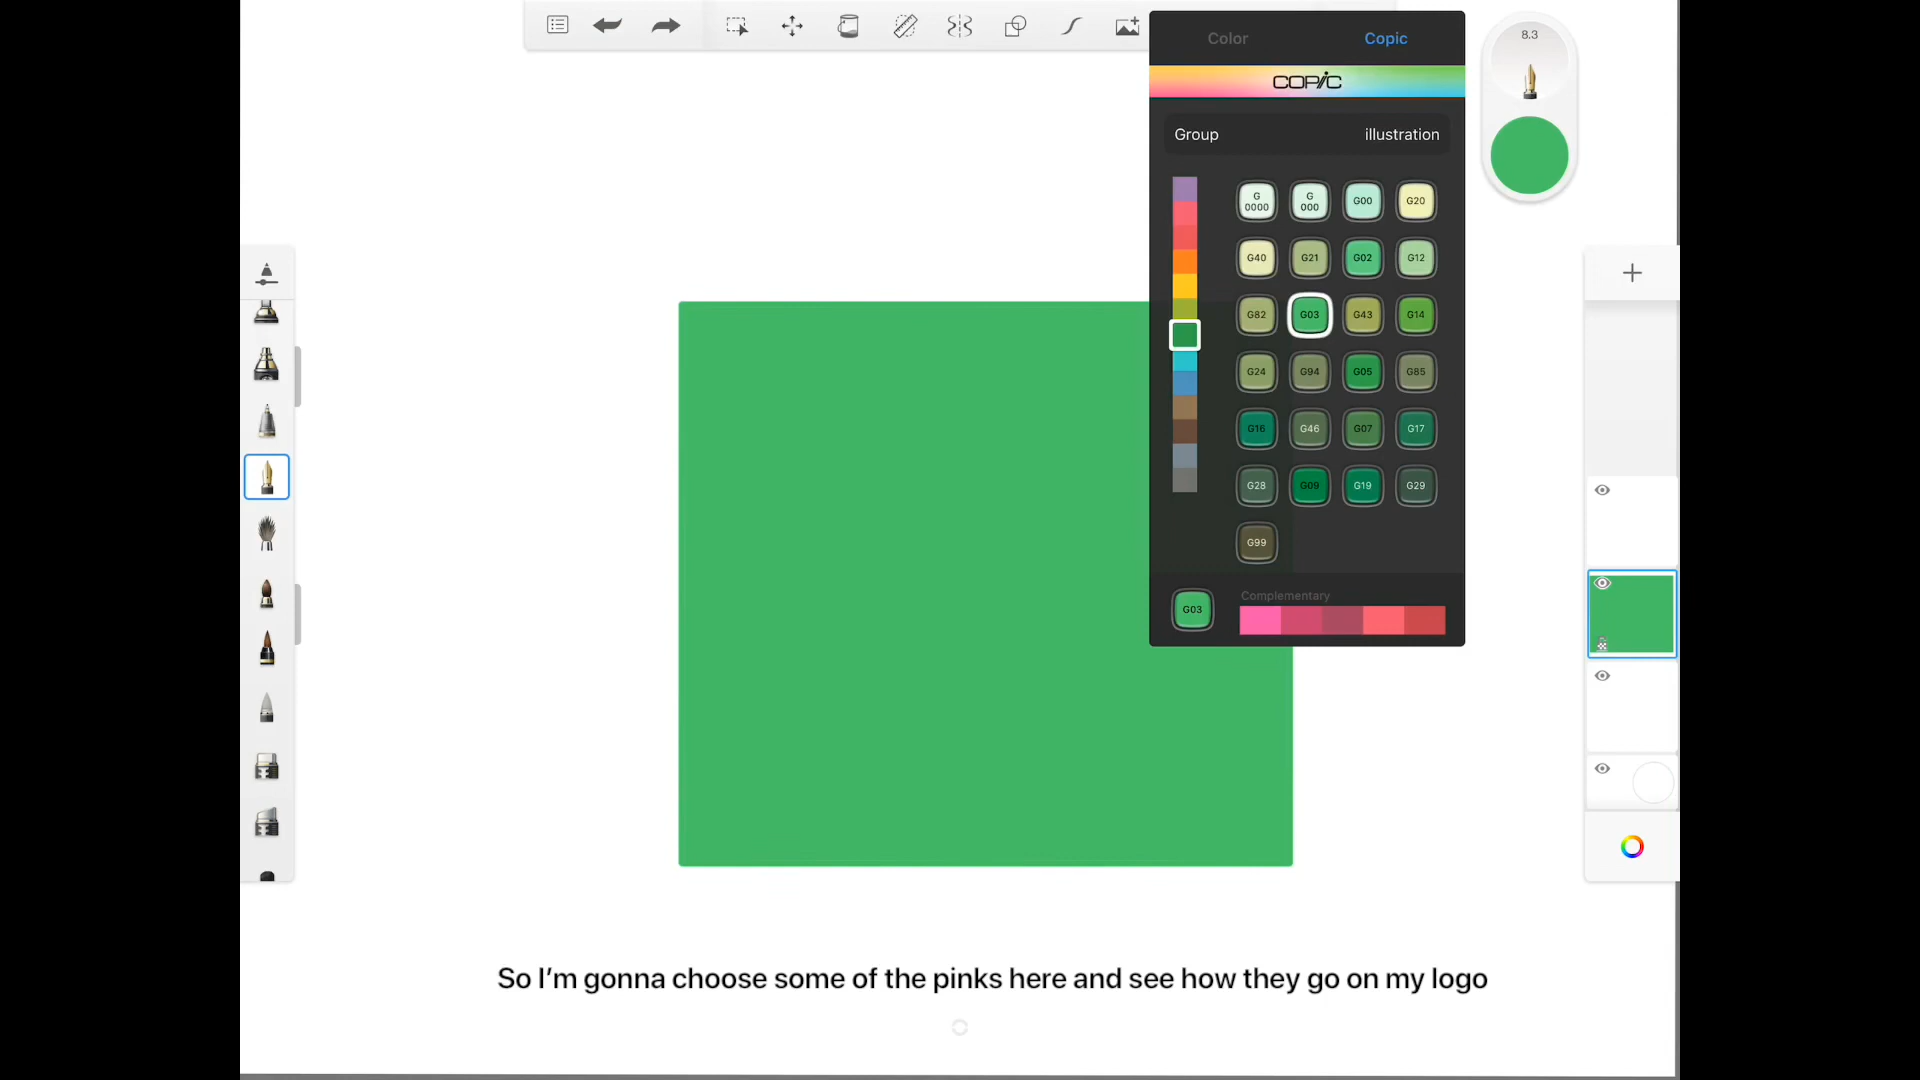 Color
Copic
8.3
COPIC
Group
illustration
G 0000
G 000
G00
G20
G40
G21
G02
G12
G82
G03
G43
G14
G24
G94
G05
G85
G16
G46
G07
G17
G28
G09
G19
G29
G99
Complementary
G03
So I'm gonna choose some of the pinks here and see how they go on my logo